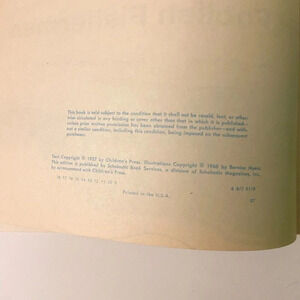 This book is sold subject to the condition that it shall not be resold, lent, or other-
wise circulated in any binding or cover other than that in which it is published—
unless prior written permission has been obtained from the publisher—and with-
out a similar condition, including this condition, being imposed on the subsequent
purchaser.
Text Copyright © 1957 by Children's Press. Illustrations Copyright © 1968 by Bernice Myers.
This edition is published by Scholastic Book Services, a division of Scholastic Magazines, Inc.
by arrangement with Children's Press.
Printed in the U.S.A.
07